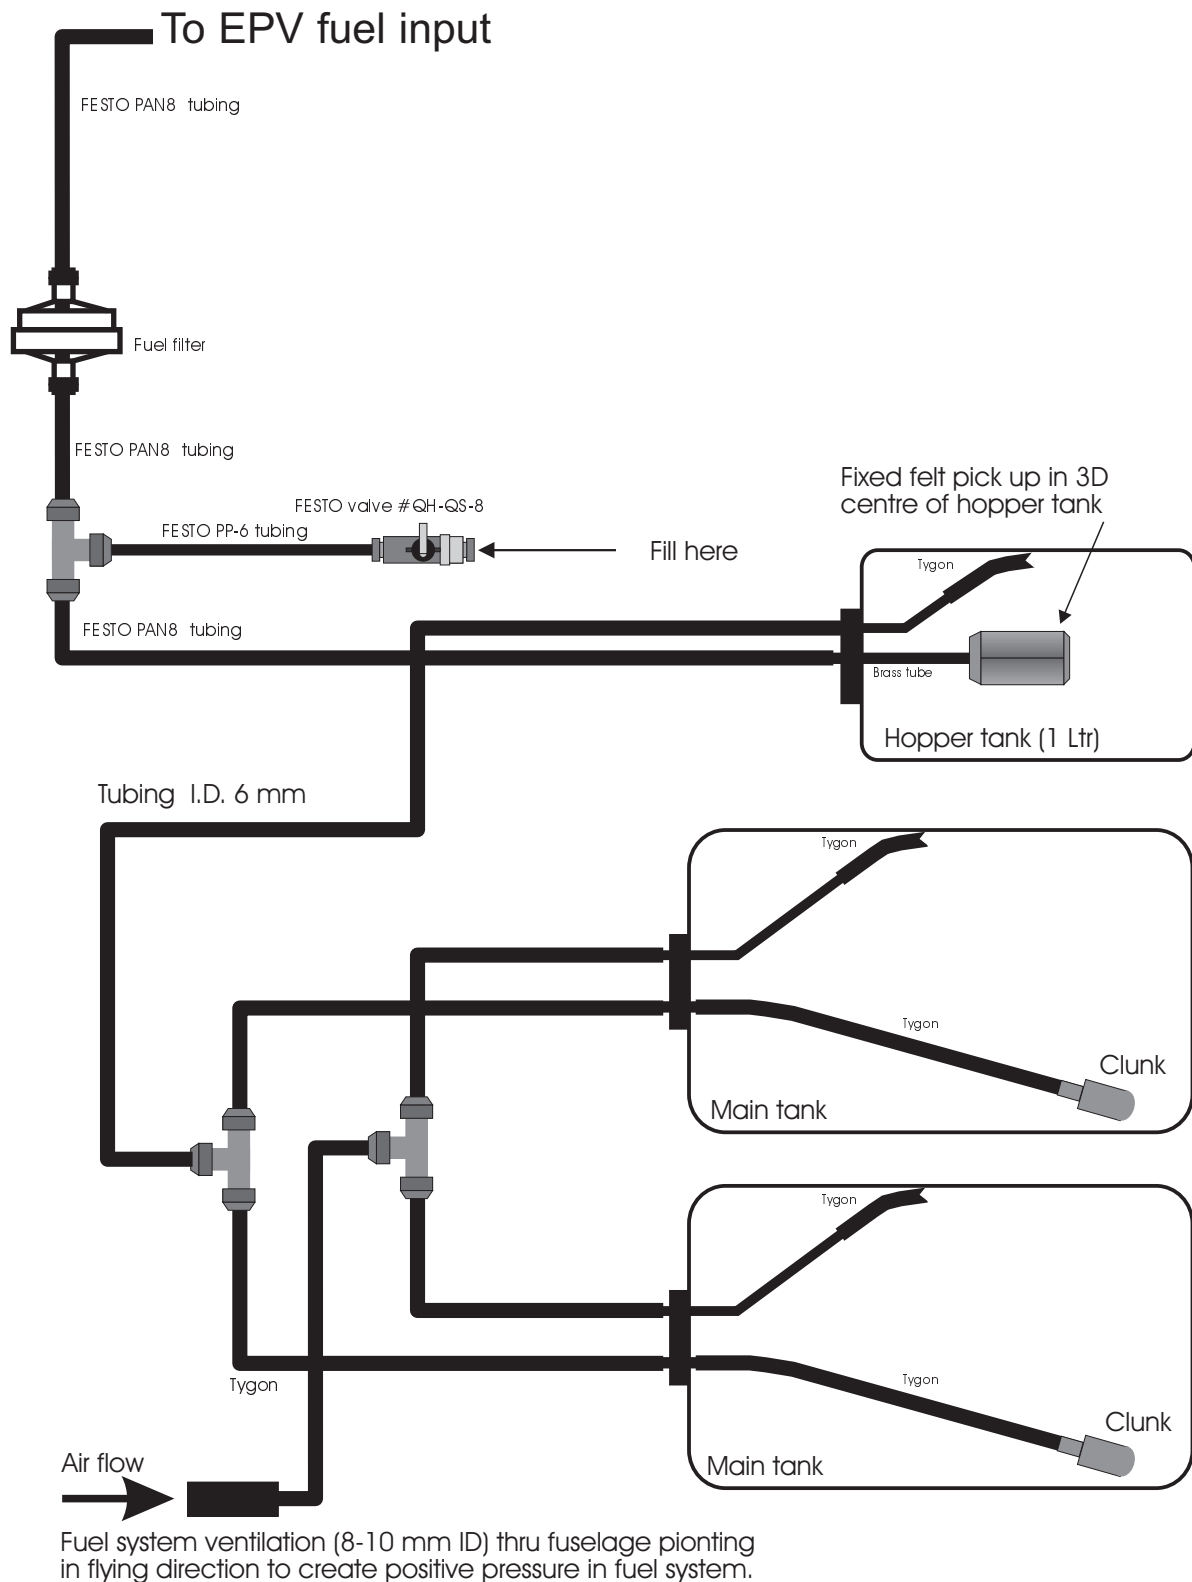 To EPV fuel input
FESTO PAN8 tubing
Fuel filter
FESTO PAN8 tubing
FESTO valve #QH-QS-8
FESTO PP-6 tubing
Fill here
Fixed felt pick up in 3D
centre of hopper tank
Tygon
FESTO PAN8 tubing
Brass tube
Hopper tank (1 Ltr)
Tubing I.D. 6 mm
Tygon
Tygon
Clunk
Main tank
Tygon
Tygon
Tygon
Clunk
Main tank
Air flow
Fuel system ventilation (8-10 mm ID) thru fuselage pionting
in flying direction to create positive pressure in fuel system.